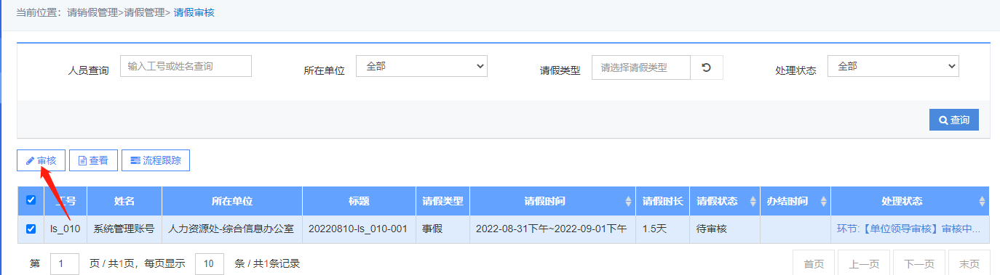 当前位置：请销假管理>请假管理> 请假审核
人员查询 输入工号或姓名查询 所在单位 全部 请假类型 请选择请假类型 处理状态 全部
查询
审核 查看 流程跟踪
工号 姓名 所在单位 标题 请假类型 请假时间 请假时长 请假状态 办结时间 处理状态
ls_010 系统管理账号 人力资源处-综合信息办公室 20220810-ls_010-001 事假 2022-08-31下午~2022-09-01下午 1.5天 待审核 环节:【单位领导审核】审核中...
第 1 页 / 共1页，每页显示 10 条 / 共1条记录 首页 上一页 下一页 末页